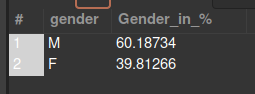 # gender Gender_in_%
1 M 60.18734
2 F 39.81266